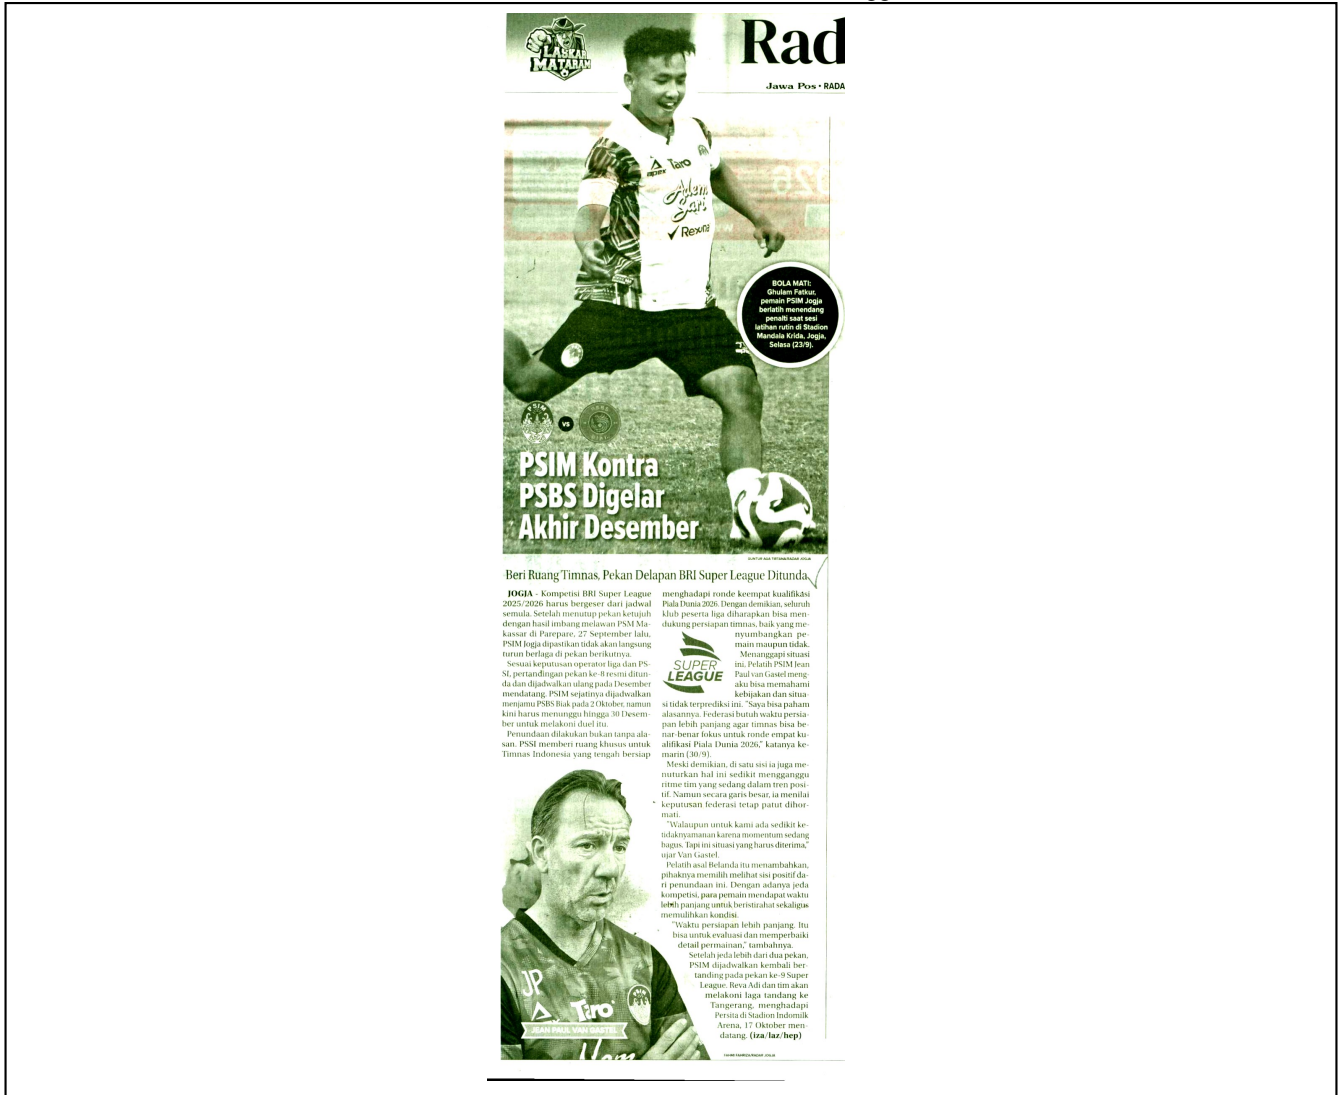 LASKAR
MATARAM
Rad
Jawa Pos • RADA
apex
Taro
Adem
Sari
Rexona
BOLA MATI:
Ghulam Fatkur,
pemain PSIM Jogja
berlatih menendang
penalti saat sesi
latihan rutin di Stadion
Mandala Krida, Jogja,
Selasa (23/9).
PSIM
VS
PSIM Kontra
PSBS Digelar
Akhir Desember
Beri Ruang Timnas, Pekan Delapan BRI Super League Ditunda
JOGJA - Kompetisi BRI Super League
2025/2026 harus bergeser dari jadwal
semula. Setelah menutup pekan ketujuh
dengan hasil imbang melawan PSM Ma-
kassar di Parepare, 27 September lalu,
PSIM Jogja dipastikan tidak akan langsung
turun berlaga di pekan berikutnya.
Sesuai keputusan operator liga dan PS-
SI, pertandingan pekan ke-8 resmi ditun-
da dan dijadwalkan ulang pada Desember
mendatang. PSIM sejatinya dijadwalkan
menjamu PSBS Biak pada 2 Oktober, namun
kini harus menunggu hingga 30 Desem-
ber untuk melakoni duel itu.
Penundaan dilakukan bukan tanpa ala-
san. PSSI memberi ruang khusus untuk
Timnas Indonesia yang tengah bersiap
menghadapi ronde keempat kualifikasi
Piala Dunia 2026. Dengan demikian, seluruh
klub peserta liga diharapkan bisa men-
dukung persiapan timnas, baik yang me-
nyumbangkan pe-
main maupun tidak.
SUPER
LEAGUE
Menanggapi situasi
ini, Pelatih PSIM Jean
Paul van Gastel meng-
aku bisa memahami
kebijakan dan situa-
si tidak terprediksi ini. "Saya bisa paham
alasannya. Federasi butuh waktu persia-
pan lebih panjang agar timnas bisa be-
nar-benar fokus untuk ronde empat ku-
alifikasi Piala Dunia 2026," katanya ke-
marin (30/9).
Meski demikian, di satu sisi ia juga me-
nuturkan hal ini sedikit mengganggu
ritme tim yang sedang dalam tren posi-
tif. Namun secara garis besar, ia menilai
keputusan federasi tetap patut dihor-
mati.
"Walaupun untuk kami ada sedikit ke-
tidaknyamanan karena momentum sedang
bagus. Tapi ini situasi yang harus diterima,"
ujar Van Gastel.
Pelatih asal Belanda itu menambahkan,
pihaknya memilih melihat sisi positif da-
ri penundaan ini. Dengan adanya jeda
kompetisi, para pemain mendapat waktu
lebih panjang untuk beristirahat sekaligus
memulihkan kondisi.
"Waktu persiapan lebih panjang. Itu
bisa untuk evaluasi dan memperbaiki
detail permainan," tambahnya.
Setelah jeda lebih dari dua pekan,
PSIM dijadwalkan kembali ber-
tanding pada pekan ke-9 Super
League. Reva Adi dan tim akan
melakoni laga tandang ke
Tangerang, menghadapi
Persita di Stadion Indomilk
Arena, 17 Oktober men-
datang. (iza/laz/hep)
JP
Taro
JEAN PAUL VAN GASTEL